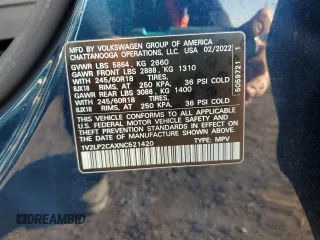 MFD. BY VOLKSWAGEN GROUP OF AMERICA
CHATTANOOGA OPERATIONS, LLC. USA 02/2022
GVWR LBS 5864, KG 2660
GAWR FRONT LBS 2888, KG 1310
245/60R18 TIRES,
8JX18 RIMS, AT 250 KPA, 36 PSI COLD
GAWR REAR LBS 3086, KG 1400
245/60R18 TIRES,
8JX18 RIMS, AT 250 KPA, 36 PSI COLD
THIS VEHICLE CONFORMS TO ALL APPLICABLE
FEDERAL MOTOR VEHICLE SAFETY, BUMPER, AND
THEFT PREVENTION STANDARDS IN EFFECT ON THE
DATE OF MANUFACTURE SHOWN ABOVE.
1V2LP2CAXNC521420 TYPE: MPV
5059721 1
© AUTOBIDMASTER